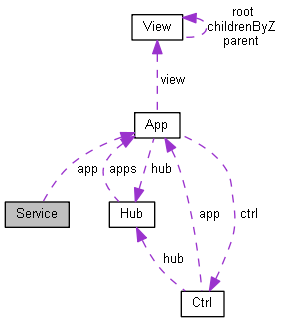 View
root
childrenByZ
parent
view
App
app
apps
hub
ctrl
Service
Hub
app
hub
Ctrl